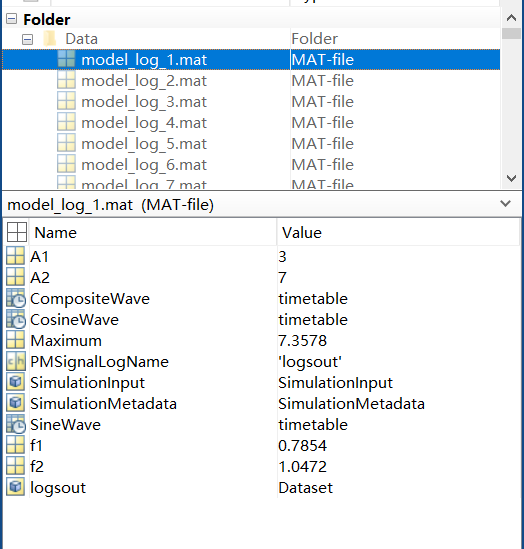 Folder
Data Folder
model_log_1.mat MAT-file
model_log_2.mat MAT-file
model_log_3.mat MAT-file
model_log_4.mat MAT-file
model_log_5.mat MAT-file
model_log_6.mat MAT-file
model_log_7.mat MAT-file
model_log_1.mat (MAT-file)
Name Value
A1 3
A2 7
CompositeWave timetable
CosineWave timetable
Maximum 7.3578
PMSignalLogName 'logsout'
SimulationInput SimulationInput
SimulationMetadata SimulationMetadata
SineWave timetable
f1 0.7854
f2 1.0472
logsout Dataset